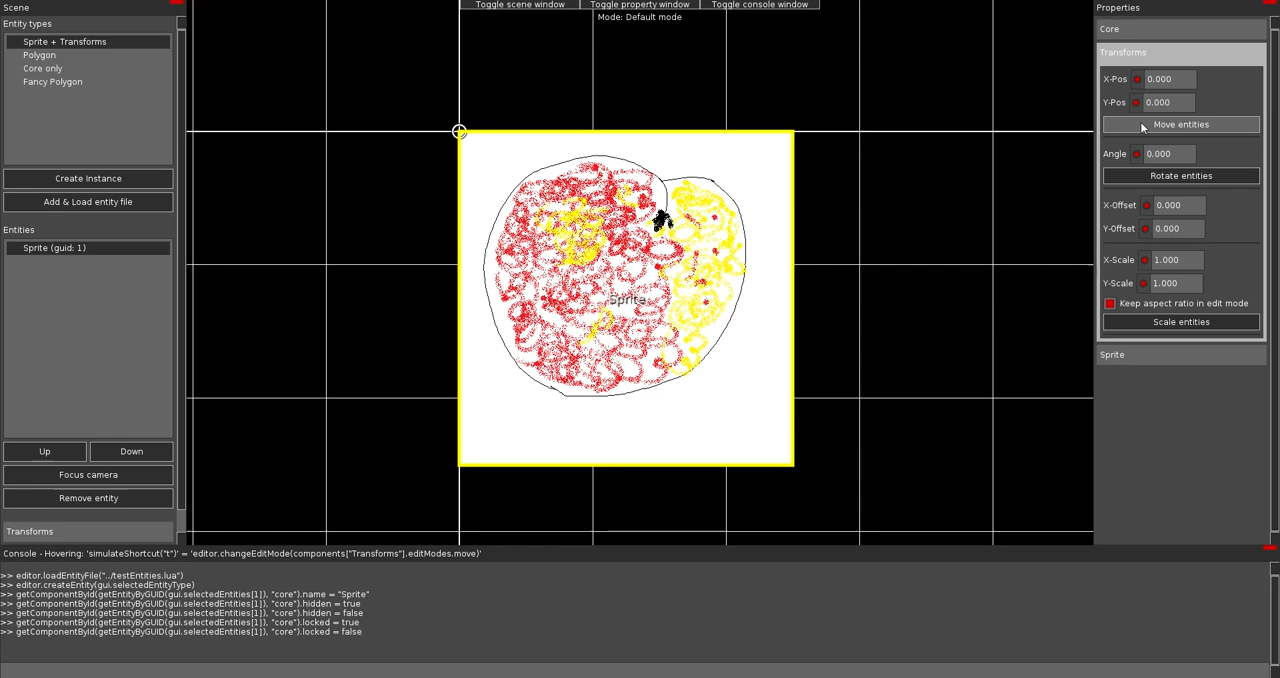 Scene
Entity types
Sprite + Transforms
Polygon
Core only
Fancy Polygon
Create Instance
Add & Load entity file
Entities
Sprite (guid: 1)
Up
Down
Focus camera
Remove entity
Transforms
Toggle scene window
Toggle property window
Toggle console window
Mode: Default mode
Sprite
Properties
Core
Transforms
X-Pos 0.000
Y-Pos 0.000
Move entities
Angle 0.000
Rotate entities
X-Offset 0.000
Y-Offset 0.000
X-Scale 1.000
Y-Scale 1.000
Keep aspect ratio in edit mode
Scale entities
Sprite
Console - Hovering: 'simulateShortcut("t")' = 'editor.changeEditMode(components["Transforms"].editModes.move)'
>> editor.loadEntityFile("../testEntities.lua")
>> editor.createEntity(gui.selectedEntityType)
>> getComponentById(getEntityByGUID(gui.selectedEntities[1]), "core").name = "Sprite"
>> getComponentById(getEntityByGUID(gui.selectedEntities[1]), "core").hidden = true
>> getComponentById(getEntityByGUID(gui.selectedEntities[1]), "core").hidden = false
>> getComponentById(getEntityByGUID(gui.selectedEntities[1]), "core").locked = true
>> getComponentById(getEntityByGUID(gui.selectedEntities[1]), "core").locked = false